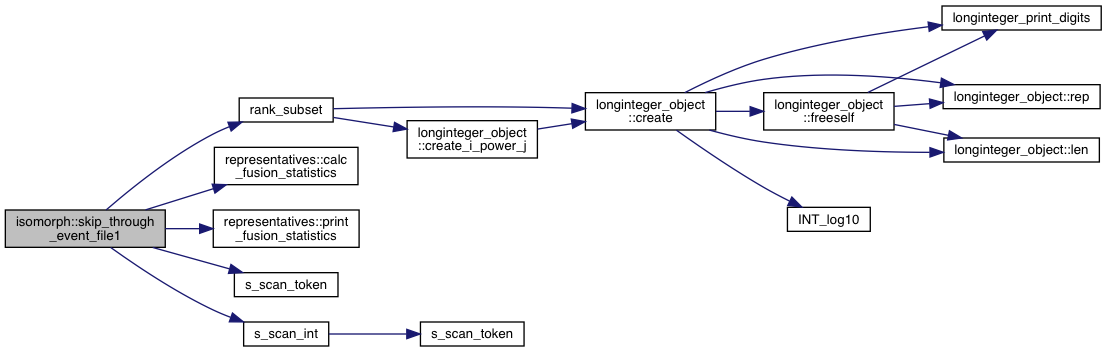 isomorph::skip_through
_event_file1
rank_subset
representatives::calc
_fusion_statistics
representatives::print
_fusion_statistics
s_scan_token
s_scan_int
longinteger_object
::create_i_power_j
s_scan_token
longinteger_object
::create
longinteger_object
::freeself
INT_log10
longinteger_print_digits
longinteger_object::rep
longinteger_object::len